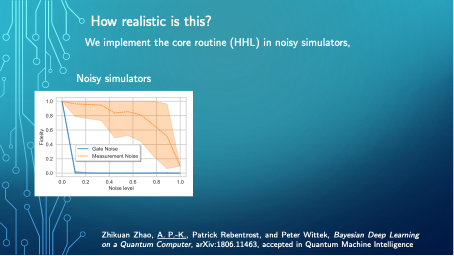 How realistic is this?
We implement the core routine (HHL) in noisy simulators,
Noisy simulators
1.0
0.8
0.6
0.4
0.2
0.0
Fidelity
Gate Noise
Measurement Noise
0.0 0.2 0.4 0.6 0.8 1.0
Noise level
Zhikuan Zhao, A. P.-K., Patrick Rebentrost, and Peter Wittek, Bayesian Deep Learning
on a Quantum Computer, arXiv:1806.11463, accepted in Quantum Machine Intelligence